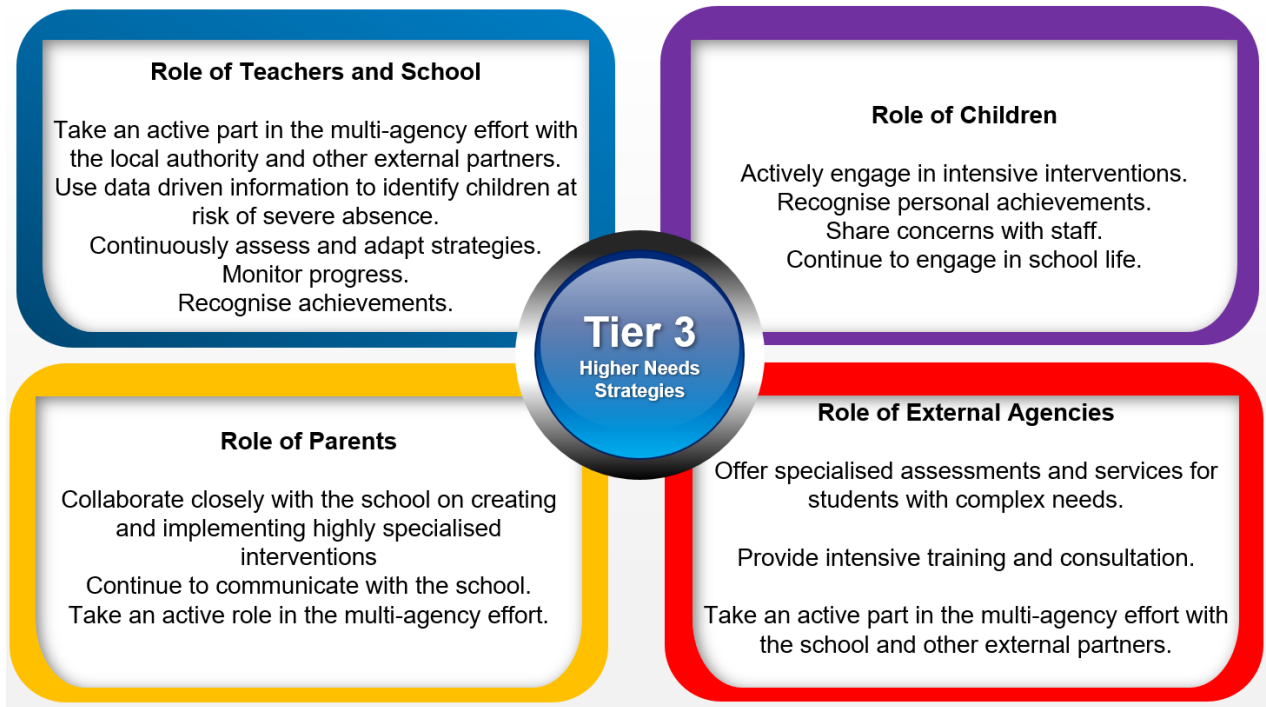 Role of Teachers and School
Take an active part in the multi-agency effort with
the local authority and other external partners.
Use data driven information to identify children at
risk of severe absence.
Continuously assess and adapt strategies.
Monitor progress.
Recognise achievements.
Role of Children
Actively engage in intensive interventions.
Recognise personal achievements.
Share concerns with staff.
Continue to engage in school life.
Tier 3
Higher Needs
Strategies
Role of Parents
Collaborate closely with the school on creating
and implementing highly specialised
interventions
Continue to communicate with the school.
Take an active role in the multi-agency effort.
Role of External Agencies
Offer specialised assessments and services for
students with complex needs.
Provide intensive training and consultation.
Take an active part in the multi-agency effort with
the school and other external partners.